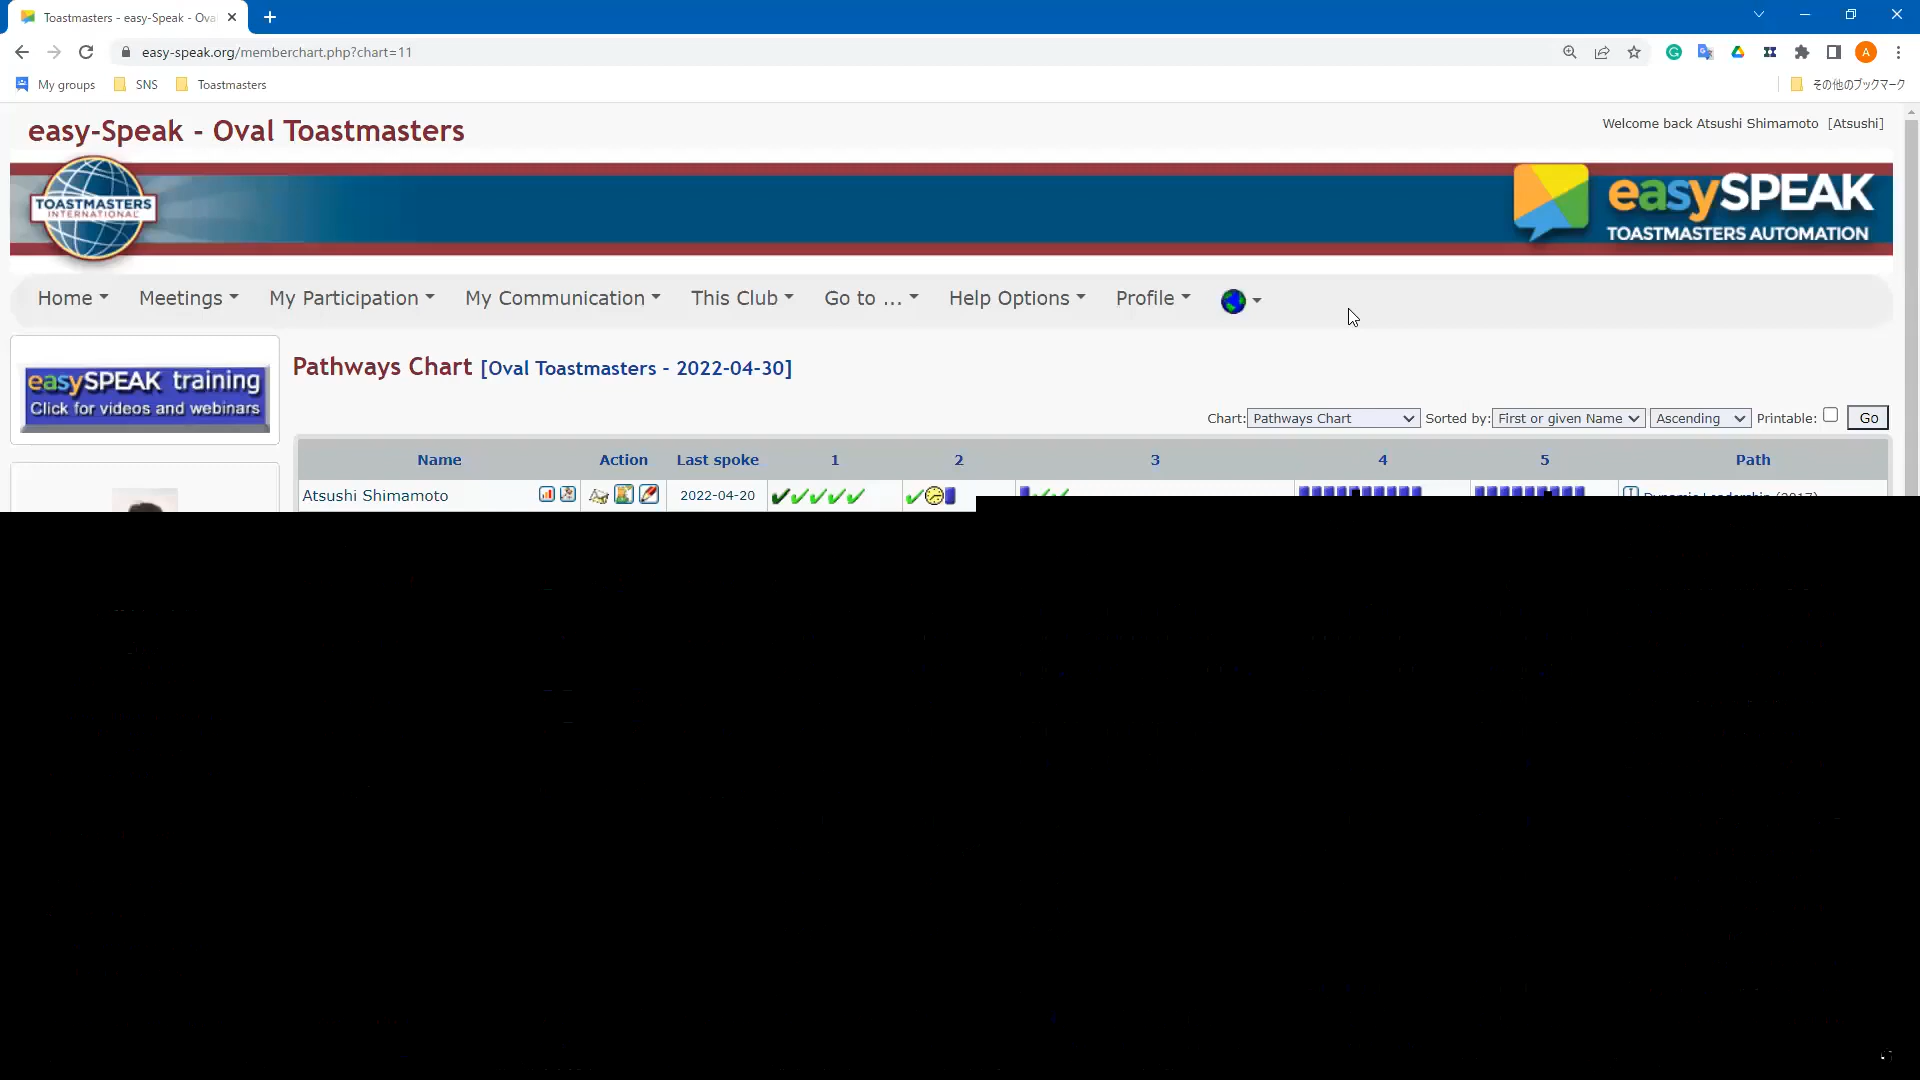 Toastmasters - easy-Speak - Ova
easy-speak.org/memberchart.php?chart=11
A
My groups
SNS
Toastmasters
その他のブックマーク
easy-Speak - Oval Toastmasters
Welcome back Atsushi Shimamoto [Atsushi]
TOASTMASTERS
INTERNATIONAL
easySPEAK
TOASTMASTERS AUTOMATION
Home
Meetings
My Participation
My Communication
This Club
Go to ...
Help Options
Profile
easySPEAK training
Click for videos and webinars
Pathways Chart [Oval Toastmasters - 2022-04-30]
Chart: Pathways Chart Sorted by: First or given Name Ascending Printable: Go
Name Action Last spoke 1 2 3 4 5 Path
Atsushi Shimamoto 2022-04-20 Dynamic Leadership (2017)